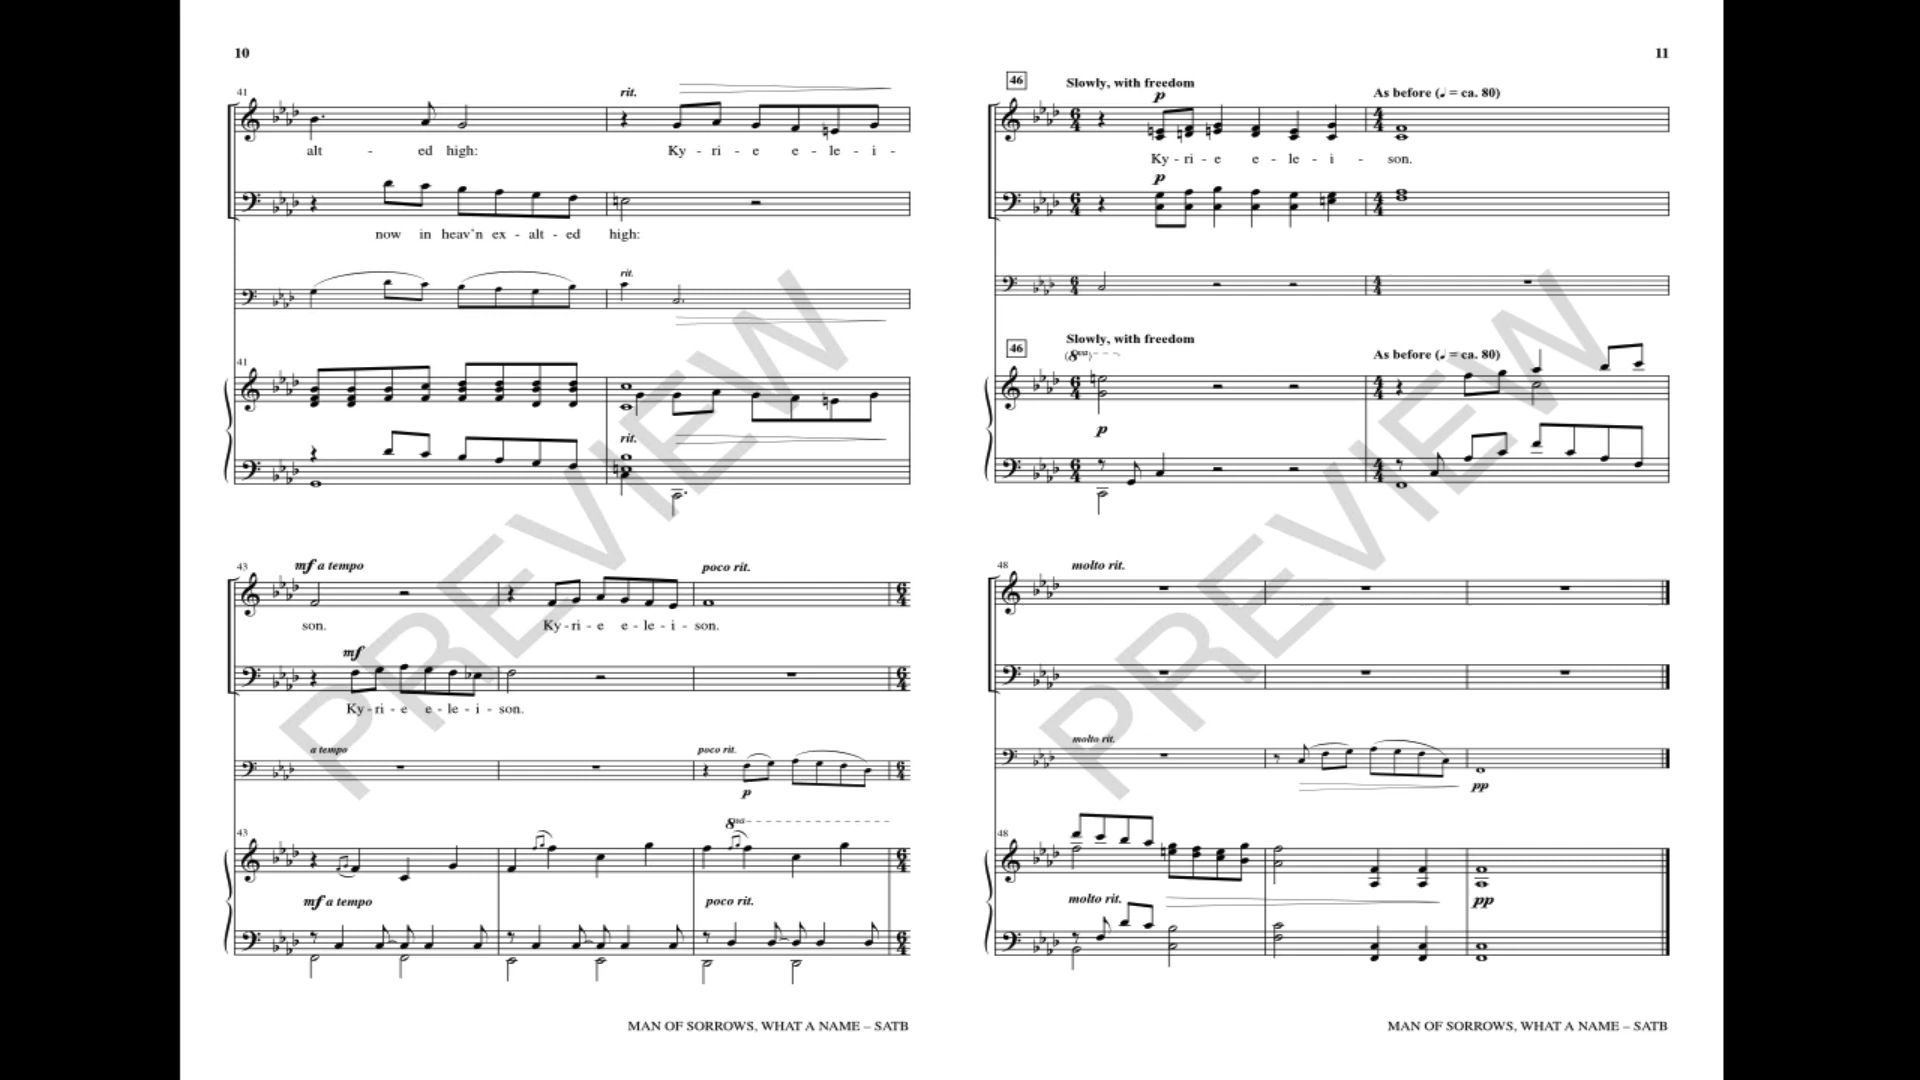 10
41
rit.
alt - ed high: Ky - ri - e e - le - i -
now in heav'n ex - alt - ed high:
rit.
41
rit.
43
mf a tempo
poco rit.
son. Ky - ri - e e - le - i - son.
mf
Ky - ri - e e - le - i - son.
a tempo
poco rit.
p
43
8va
mf a tempo
poco rit.
MAN OF SORROWS, WHAT A NAME – SATB
PREVIEW
11
46
Slowly, with freedom
p
As before (♩ = ca. 80)
Ky - ri - e e - le - i - son.
p
46
Slowly, with freedom
(8va)
As before (♩ = ca. 80)
p
48
molto rit.
molto rit.
pp
48
molto rit.
pp
MAN OF SORROWS, WHAT A NAME – SATB
PREVIEW